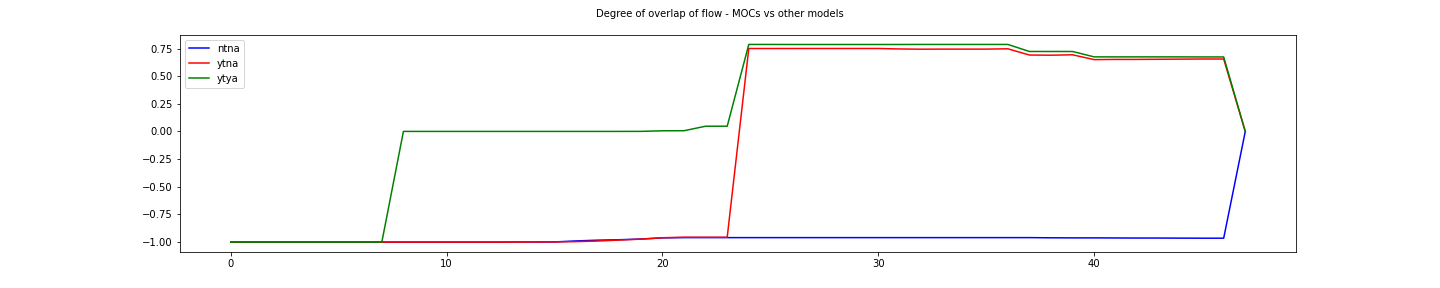 Degree of overlap of flow - MOCs vs other models
ntna
ytna
ytya
0.75
0.50
0.25
0.00
−0.25
−0.50
−0.75
−1.00
0 10 20 30 40